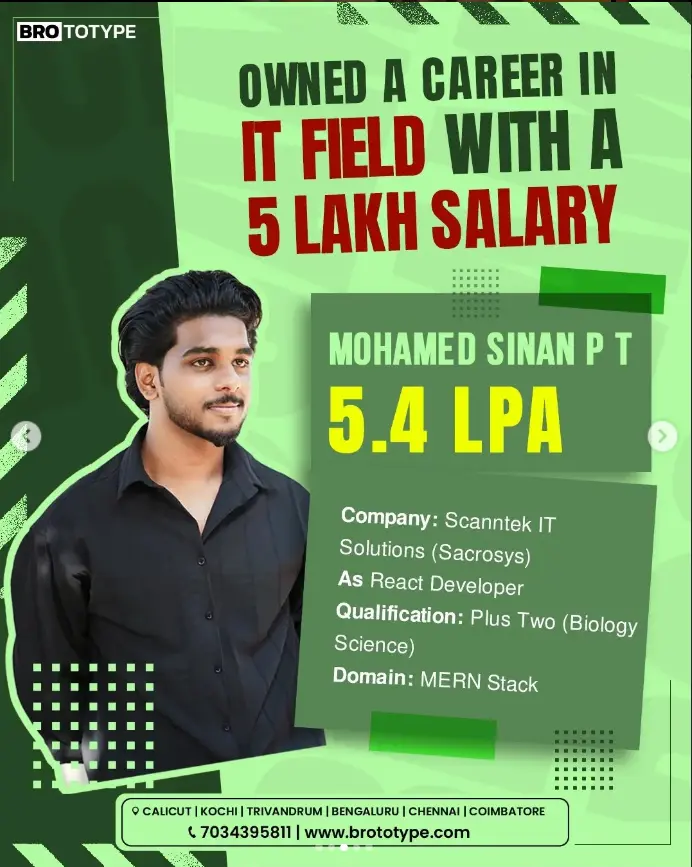 BROTOTYPE
OWNED A CAREER IN
IT FIELD WITH A
5 LAKH SALARY
MOHAMED SINAN P T
5.4 LPA
Company: Scanntek IT
Solutions (Sacrosys)
As React Developer
Qualification: Plus Two (Biology
Science)
Domain: MERN Stack
CALICUT | KOCHI | TRIVANDRUM | BENGALURU | CHENNAI | COIMBATORE
7034395811 | www.brototype.com